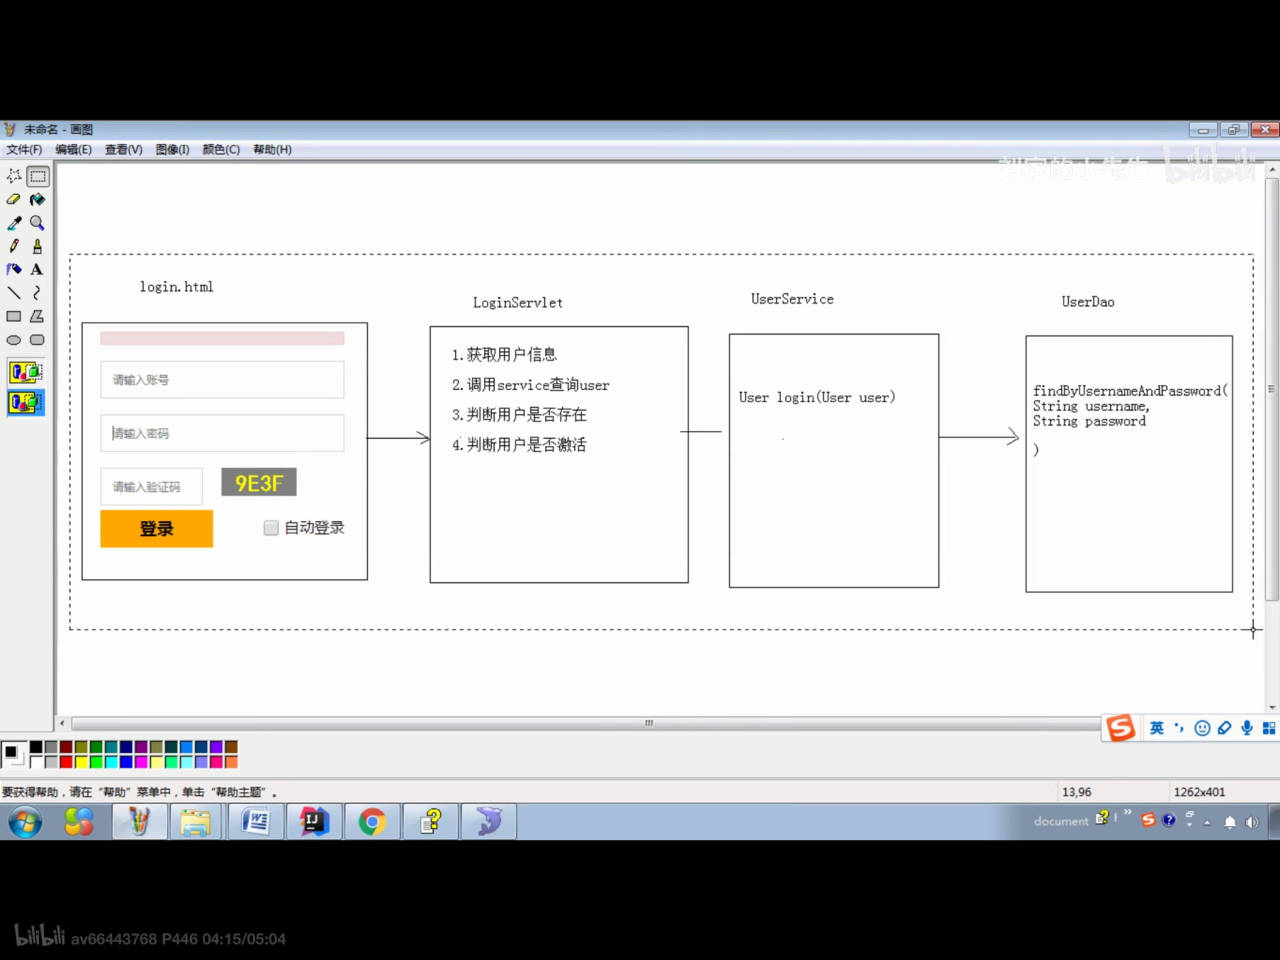 未命名 - 画图
文件(F) 编辑(E) 查看(V) 图像(I) 颜色(C) 帮助(H)
bilibili
login.html
请输入账号
请输入密码
请输入验证码
9E3F
登录
自动登录
LoginServlet
1.获取用户信息
2.调用service查询user
3.判断用户是否存在
4.判断用户是否激活
UserService
User login(User user)
UserDao
findByUsernameAndPassword(
String username,
String password
)
英
要获得帮助，请在“帮助”菜单中，单击“帮助主题”。
13,96
1262x401
document
bilibili av66443768 P446 04:15/05:04